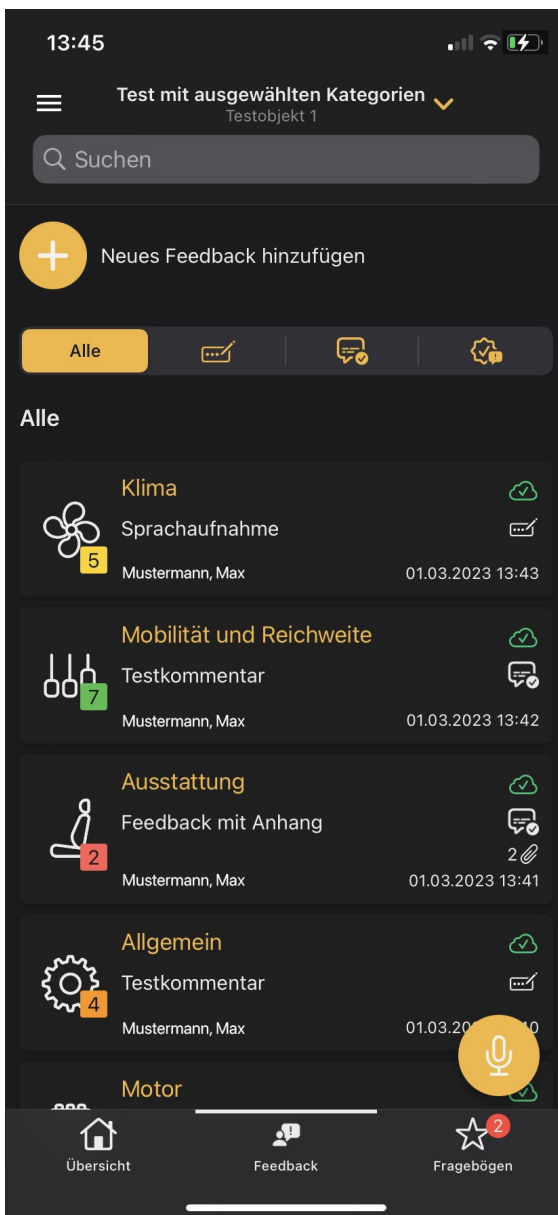 13:45
Test mit ausgewählten Kategorien
Testobjekt 1
Suchen
Neues Feedback hinzufügen
Alle
Alle
Klima
Sprachaufnahme
5
Mustermann, Max 01.03.2023 13:43
Mobilität und Reichweite
Testkommentar
7
Mustermann, Max 01.03.2023 13:42
Ausstattung
Feedback mit Anhang
2
2
Mustermann, Max 01.03.2023 13:41
Allgemein
Testkommentar
4
Mustermann, Max
Motor
2
Übersicht Feedback Fragebögen